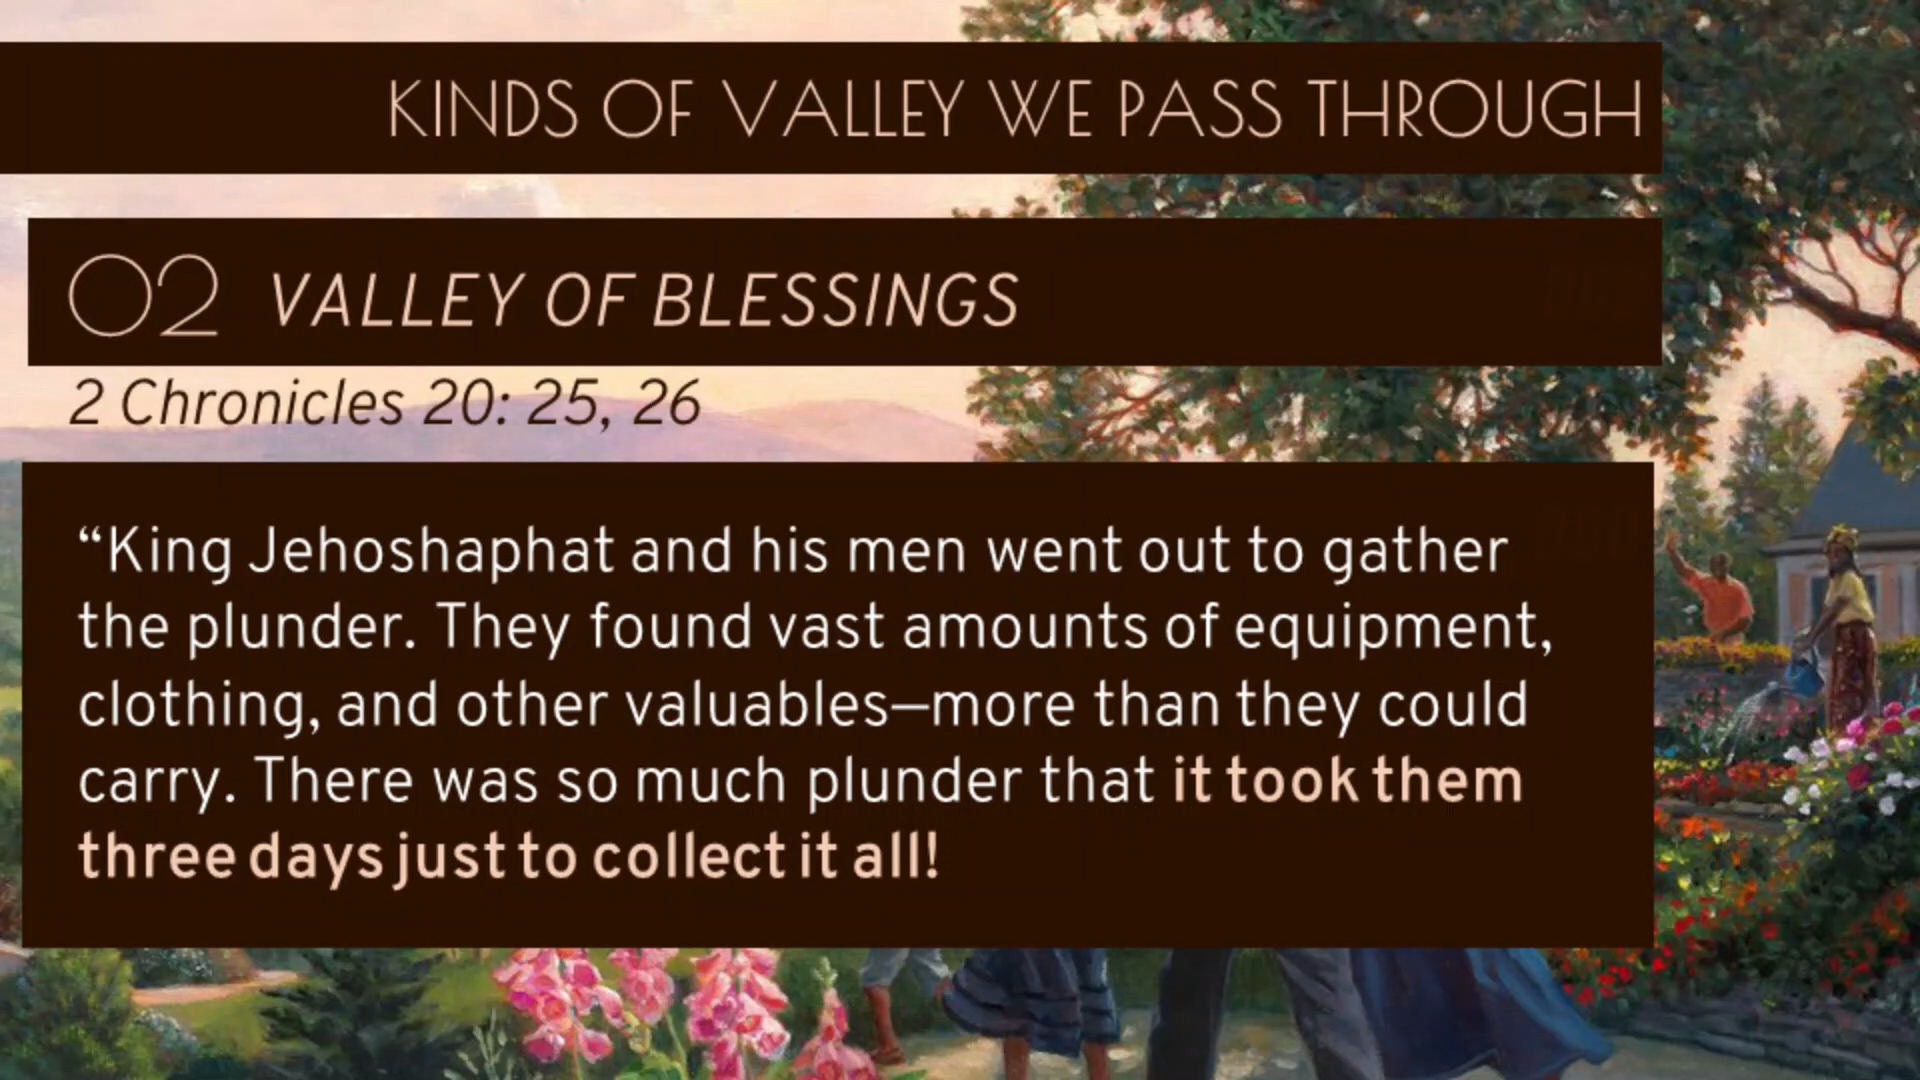 KINDS OF VALLEY WE PASS THROUGH
02 VALLEY OF BLESSINGS
2 Chronicles 20: 25, 26
“King Jehoshaphat and his men went out to gather
the plunder. They found vast amounts of equipment,
clothing, and other valuables—more than they could
carry. There was so much plunder that it took them
three days just to collect it all!